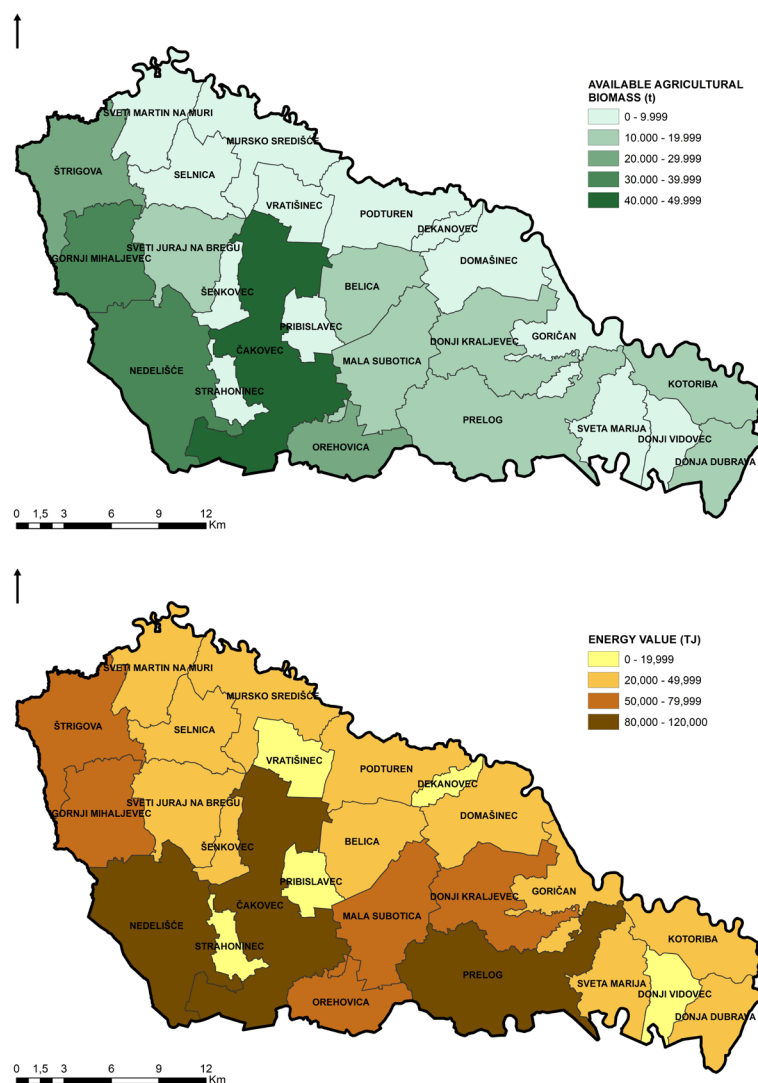 AVAILABLE AGRICULTURAL
BIOMASS (t)
0 - 9.999
10.000 - 19.999
20.000 - 29.999
30.000 - 39.999
40.000 - 49.999
SVETI MARTIN NA MURI
MURSKO SREDIŠĆE
ŠTRIGOVA
SELNICA
VRATIŠINEC
PODTUREN
DEKANOVEC
SVETI JURAJ NA BREGU
GORNJI MIHALJEVEC
DOMAŠINEC
ŠENKOVEC
BELICA
PRIBISLAVEC
GORIČAN
NEDELIŠĆE
ČAKOVEC
MALA SUBOTICA
DONJI KRALJEVEC
KOTORIBA
STRAHONINEC
PRELOG
SVETA MARIJA
DONJI VIDOVEC
OREHOVICA
DONJA DUBRAVA
0 1,5 3 6 9 12
Km
ENERGY VALUE (TJ)
0 - 19,999
20,000 - 49,999
50,000 - 79,999
80,000 - 120,000
SVETI MARTIN NA MURI
MURSKO SREDIŠĆE
ŠTRIGOVA
SELNICA
VRATIŠINEC
PODTUREN
DEKANOVEC
SVETI JURAJ NA BREGU
GORNJI MIHALJEVEC
DOMAŠINEC
ŠENKOVEC
BELICA
PRIBISLAVEC
GORIČAN
NEDELIŠĆE
ČAKOVEC
MALA SUBOTICA
DONJI KRALJEVEC
KOTORIBA
STRAHONINEC
PRELOG
SVETA MARIJA
DONJI VIDOVEC
OREHOVICA
DONJA DUBRAVA
0 1,5 3 6 9 12
Km